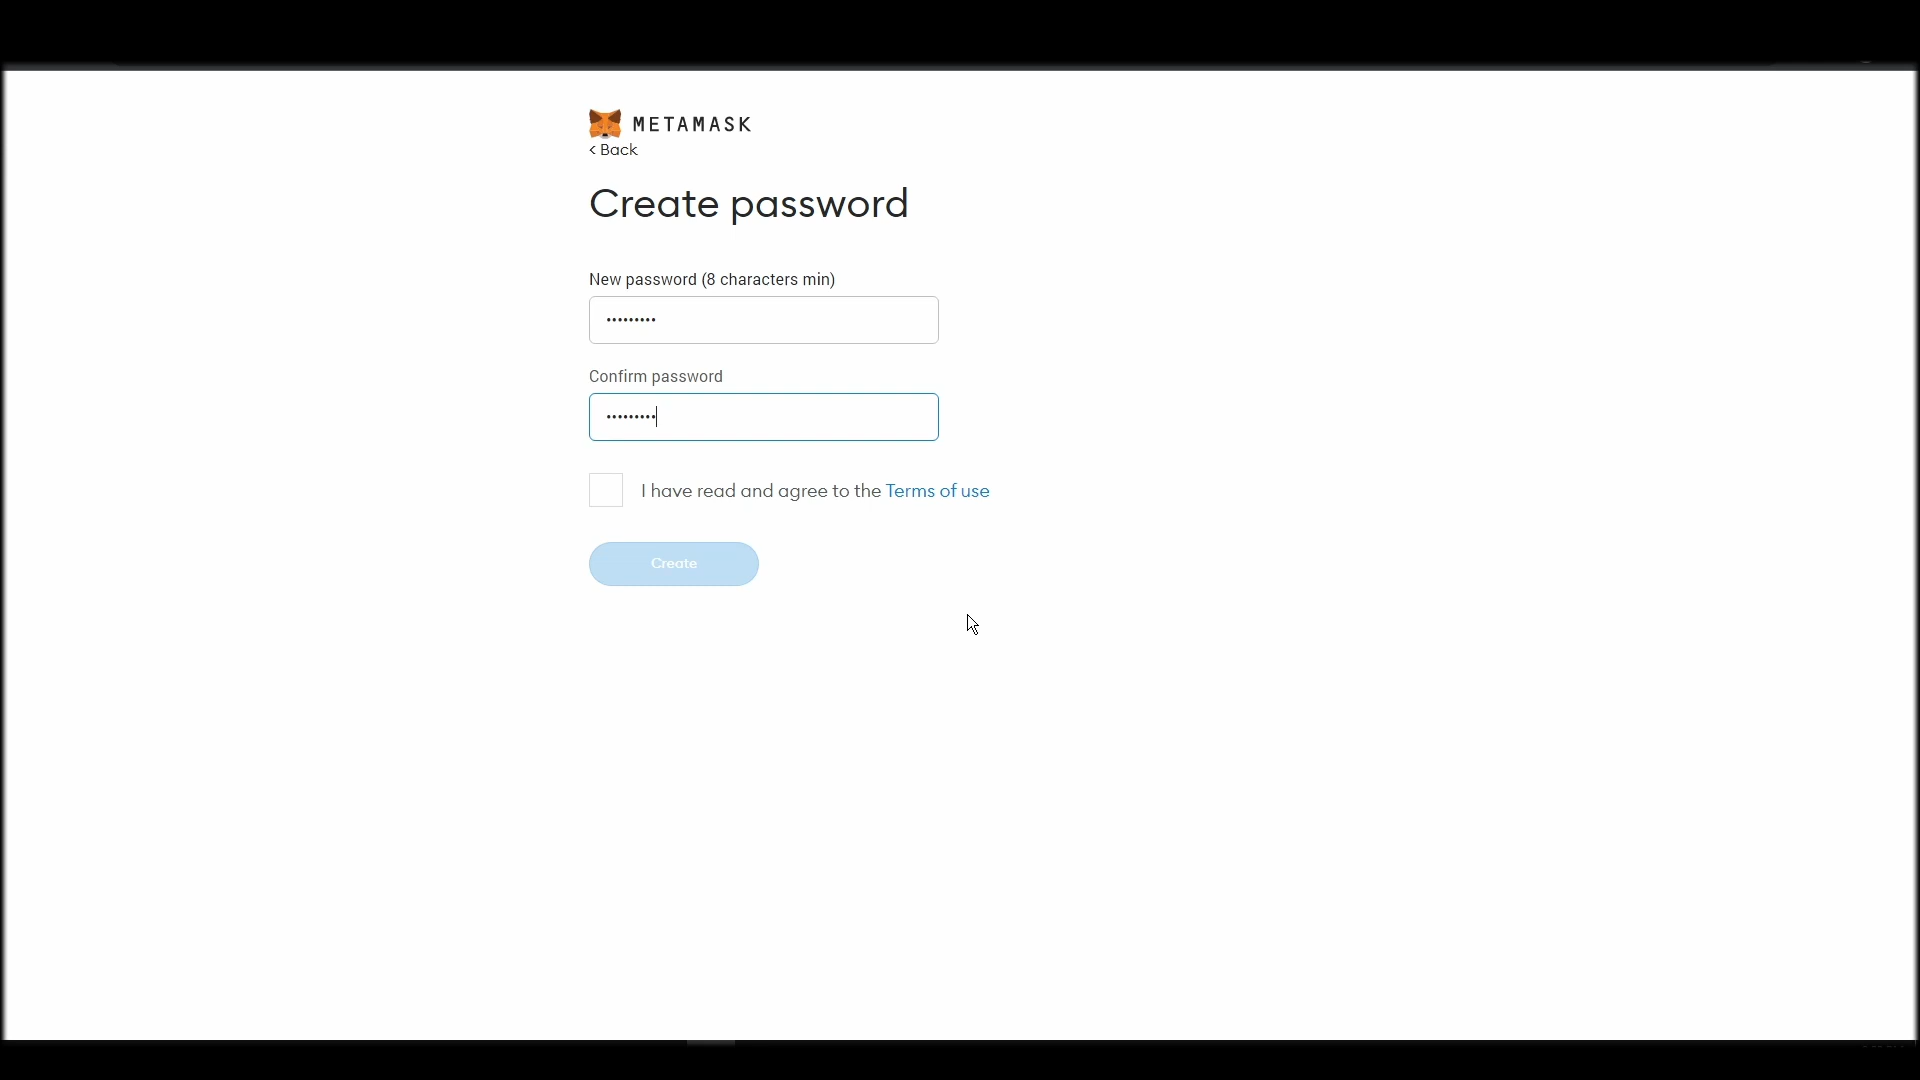 METAMASK
< Back
Create password
New password (8 characters min)
•••••••••
Confirm password
•••••••••
I have read and agree to the Terms of use
Create